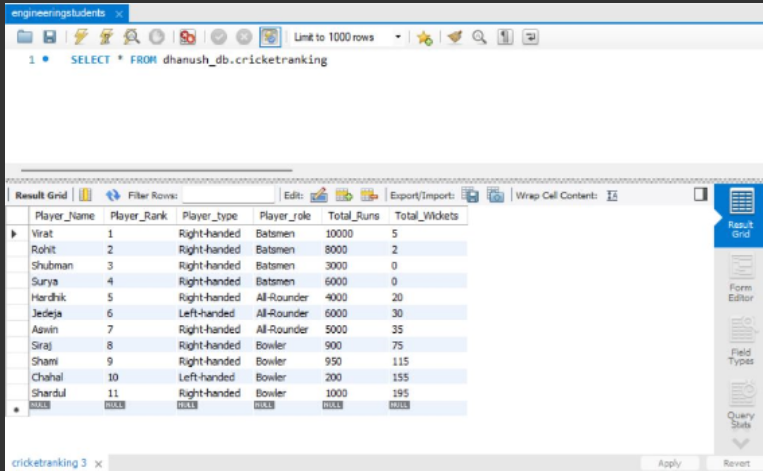 engineeringstudents ×
Limit to 1000 rows
1 SELECT * FROM dhanush_db.cricketranking
Result Grid Filter Rows: Edit: Export/Import: Wrap Cell Content: IA
Player_Name Player_Rank Player_type Player_role Total_Runs Total_Wickets
Virat 1 Right-handed Batsmen 10000 5
Rohit 2 Right-handed Batsmen 8000 2
Shubman 3 Right-handed Batsmen 3000 0
Surya 4 Right-handed Batsmen 6000 0
Hardhik 5 Right-handed All-Rounder 4000 20
Jedeja 6 Left-handed All-Rounder 6000 30
Aswin 7 Right-handed All-Rounder 5000 35
Siraj 8 Right-handed Bowler 900 75
Shami 9 Right-handed Bowler 950 115
Chahal 10 Left-handed Bowler 200 155
Shardul 11 Right-handed Bowler 1000 195
NULL NULL NULL NULL NULL NULL
Result
Grid
Form
Editor
Field
Types
Query
Stats
cricketranking 3 ×
Apply Revert